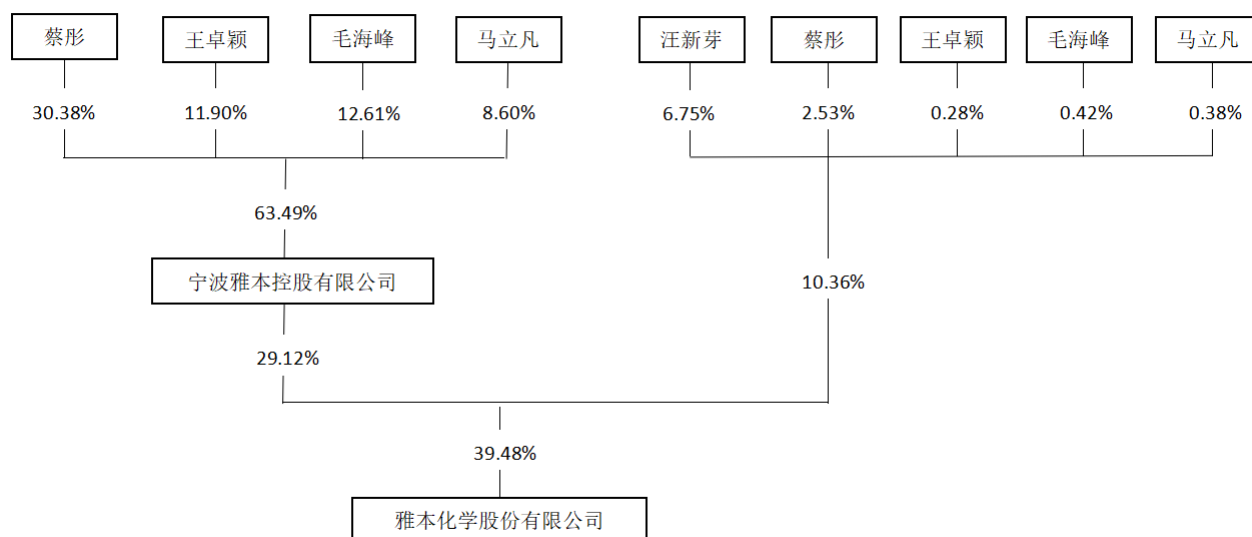 蔡彤 王卓颖 毛海峰 马立凡 汪新芽 蔡彤 王卓颖 毛海峰 马立凡
30.38% 11.90% 12.61% 8.60% 6.75% 2.53% 0.28% 0.42% 0.38%
63.49%
宁波雅本控股有限公司 10.36%
29.12%
39.48%
雅本化学股份有限公司